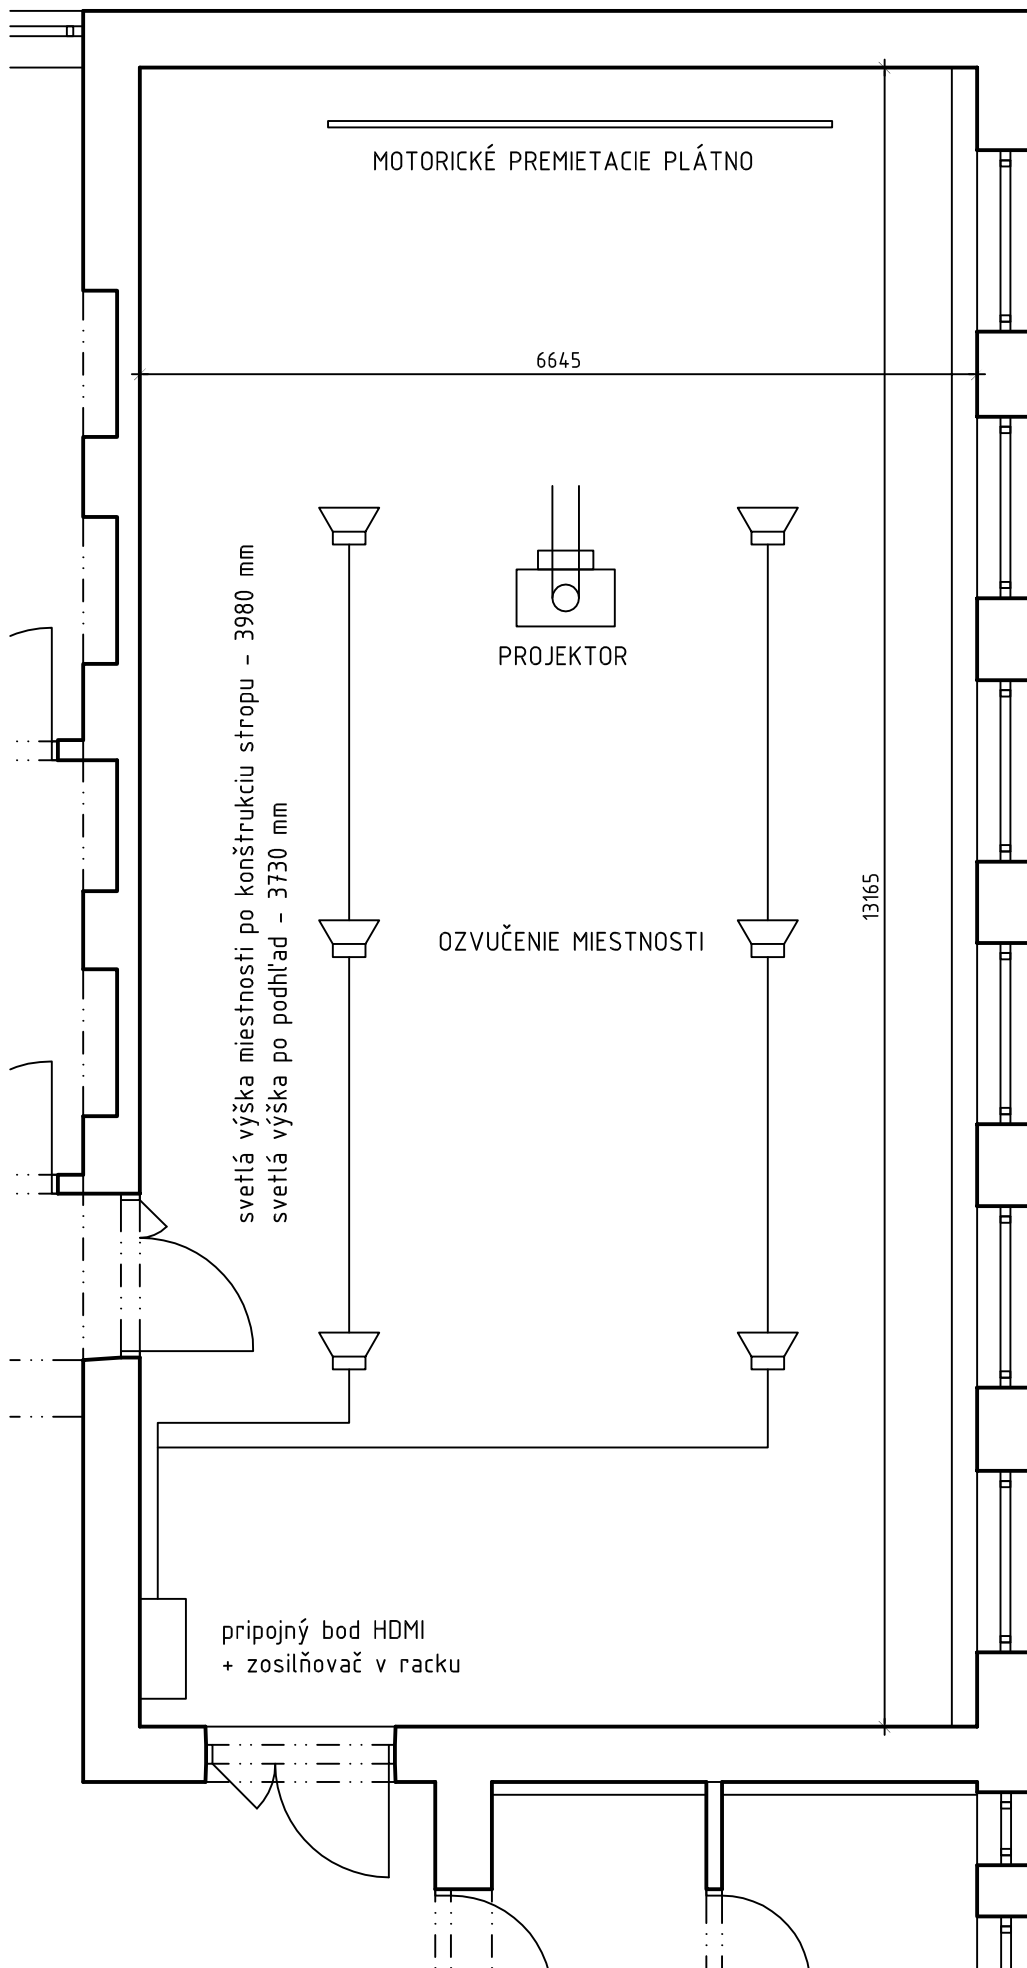 MOTORICKÉ PREMIETACIE PLÁTNO
6645
svetlá výška miestnosti po konštrukciu stropu - 3980 mm
svetlá výška po podhľad - 3730 mm
PROJEKTOR
13165
OZVUČENIE MIESTNOSTI
pripojný bod HDMI
+ zosilňovač v racku